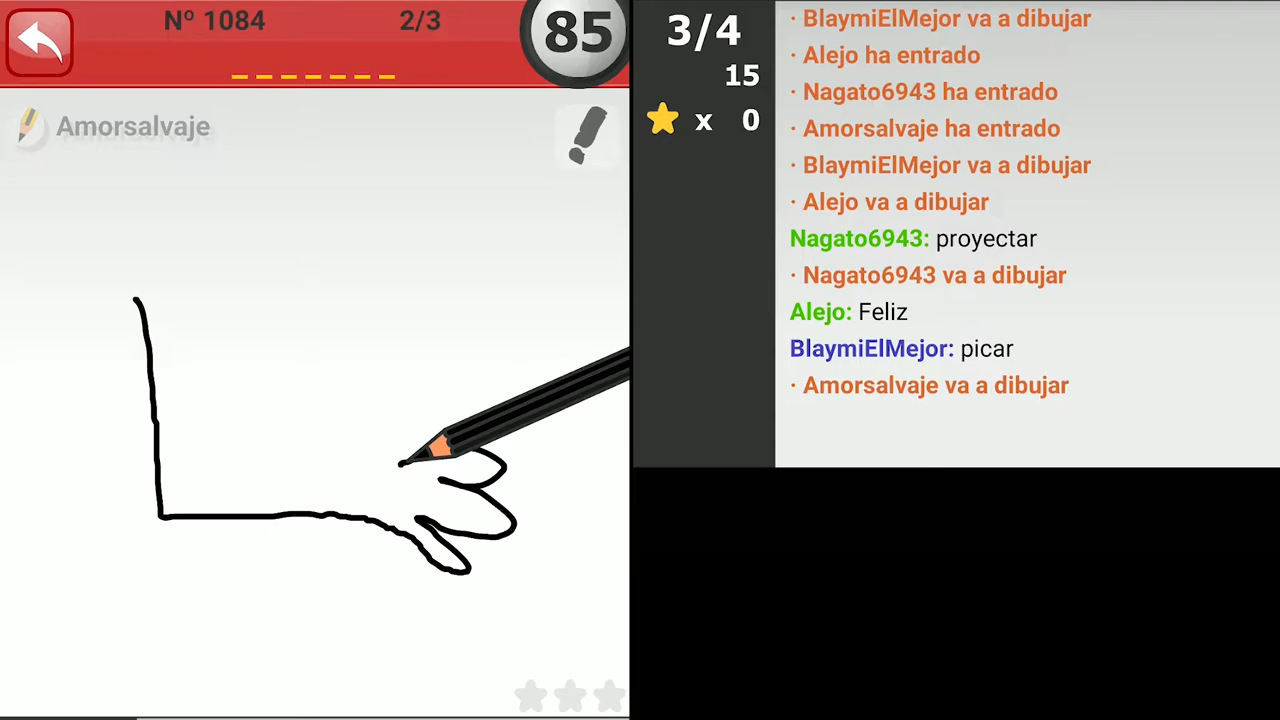 Nº 1084
2/3
85
Amorsalvaje
3/4
15
x 0
· BlaymiElMejor va a dibujar
· Alejo ha entrado
· Nagato6943 ha entrado
· Amorsalvaje ha entrado
· BlaymiElMejor va a dibujar
· Alejo va a dibujar
Nagato6943: proyectar
· Nagato6943 va a dibujar
Alejo: Feliz
BlaymiElMejor: picar
· Amorsalvaje va a dibujar